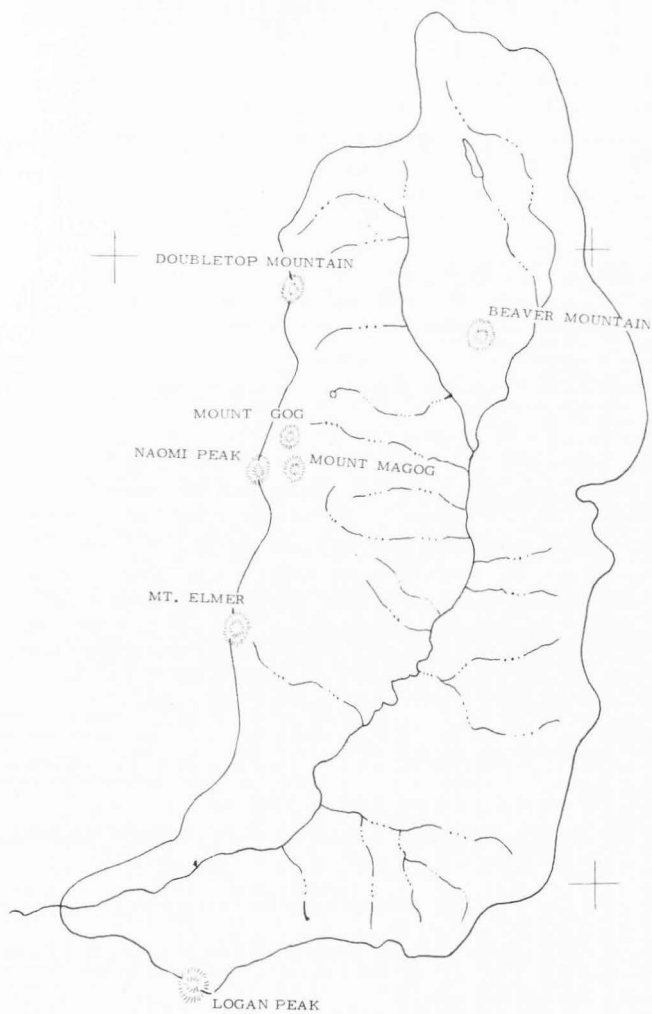 DOUBLETOP MOUNTAIN
BEAVER MOUNTAIN
MOUNT GOG
NAOMI PEAK
MOUNT MAGOG
MT. ELMER
LOGAN PEAK